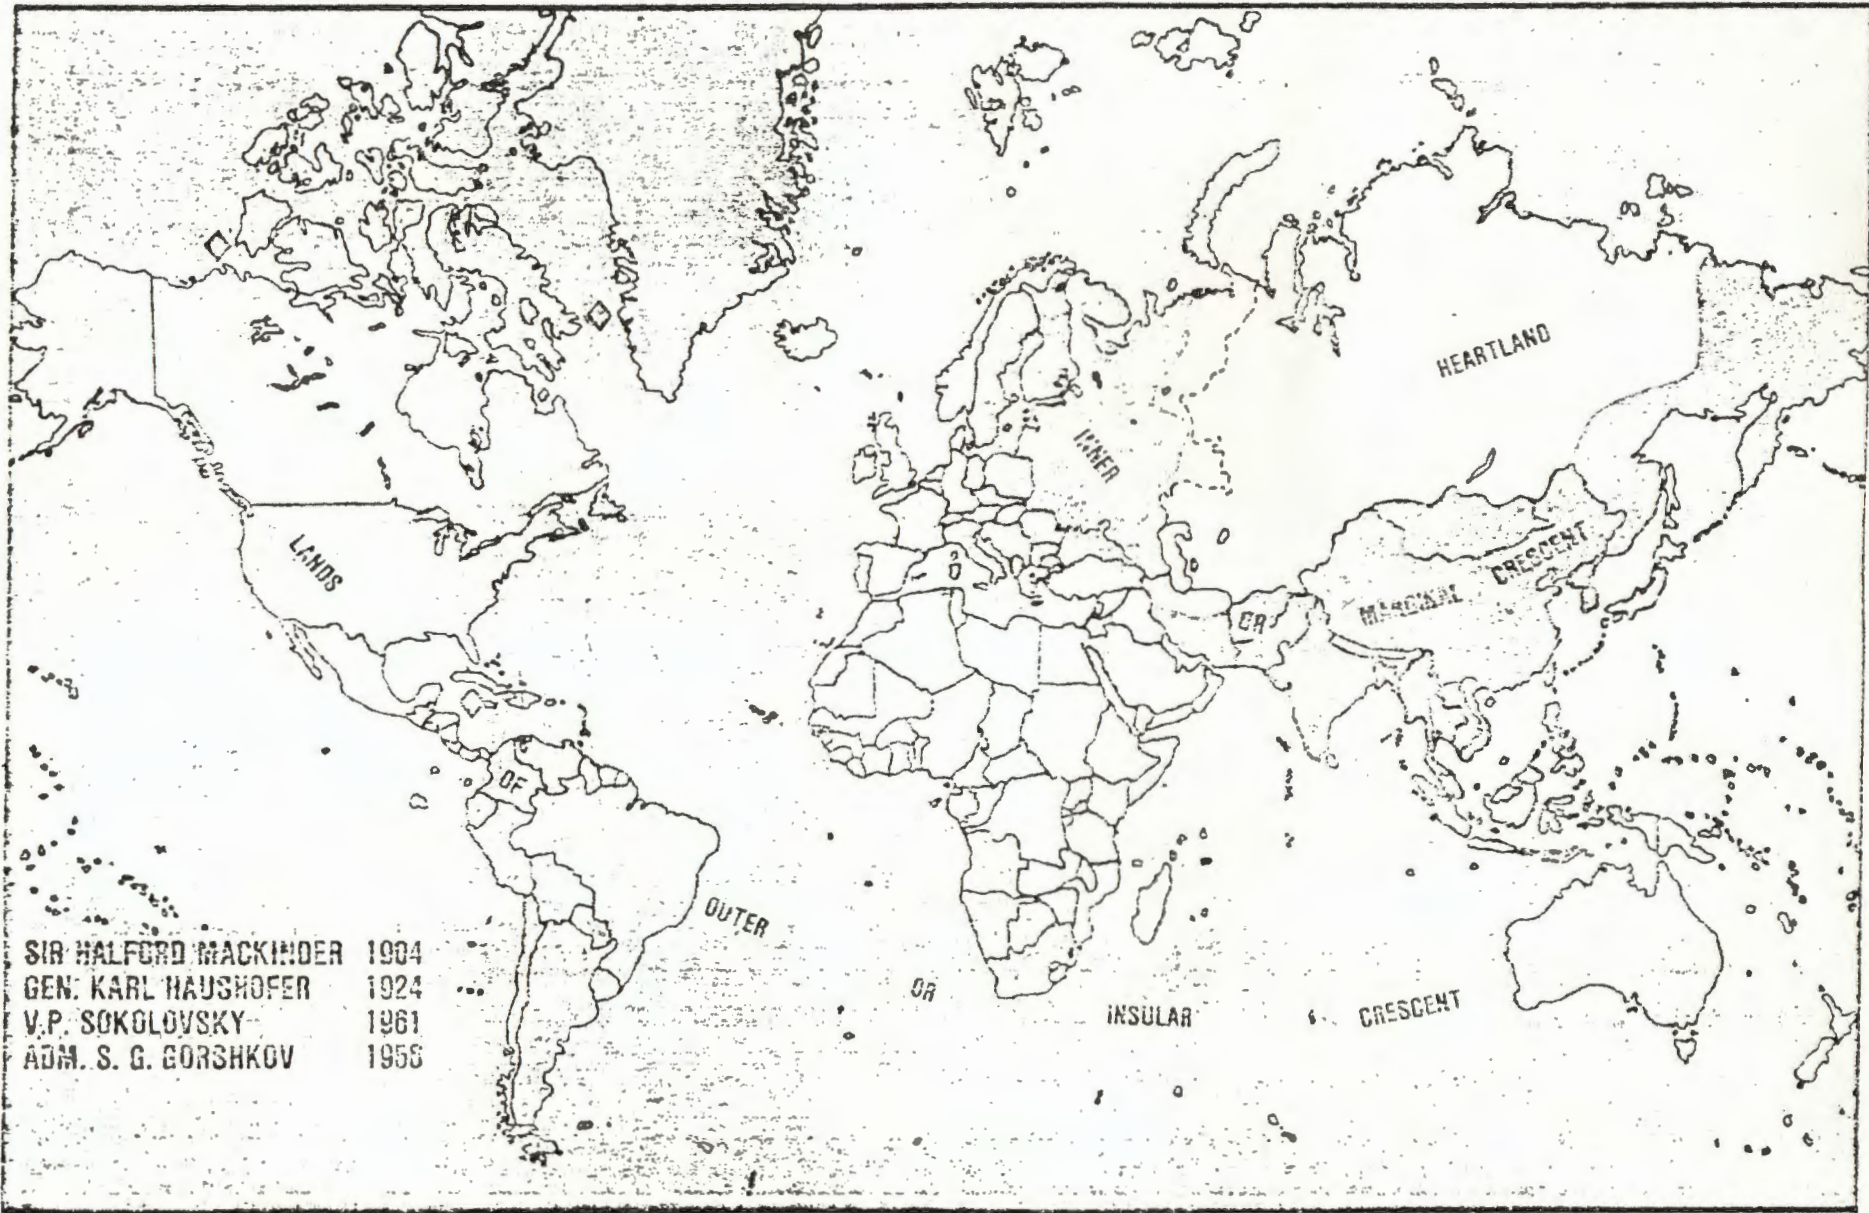 HEARTLAND
INNER
OR
MARGINAL
CRESCENT
LANDS
OF
OUTER
OR
INSULAR
CRESCENT
SIR HALFORD MACKINDER 1904
GEN. KARL HAUSHOFER 1924
V.P. SOKOLOVSKY 1961
ADM. S. G. GORSHKOV 1956